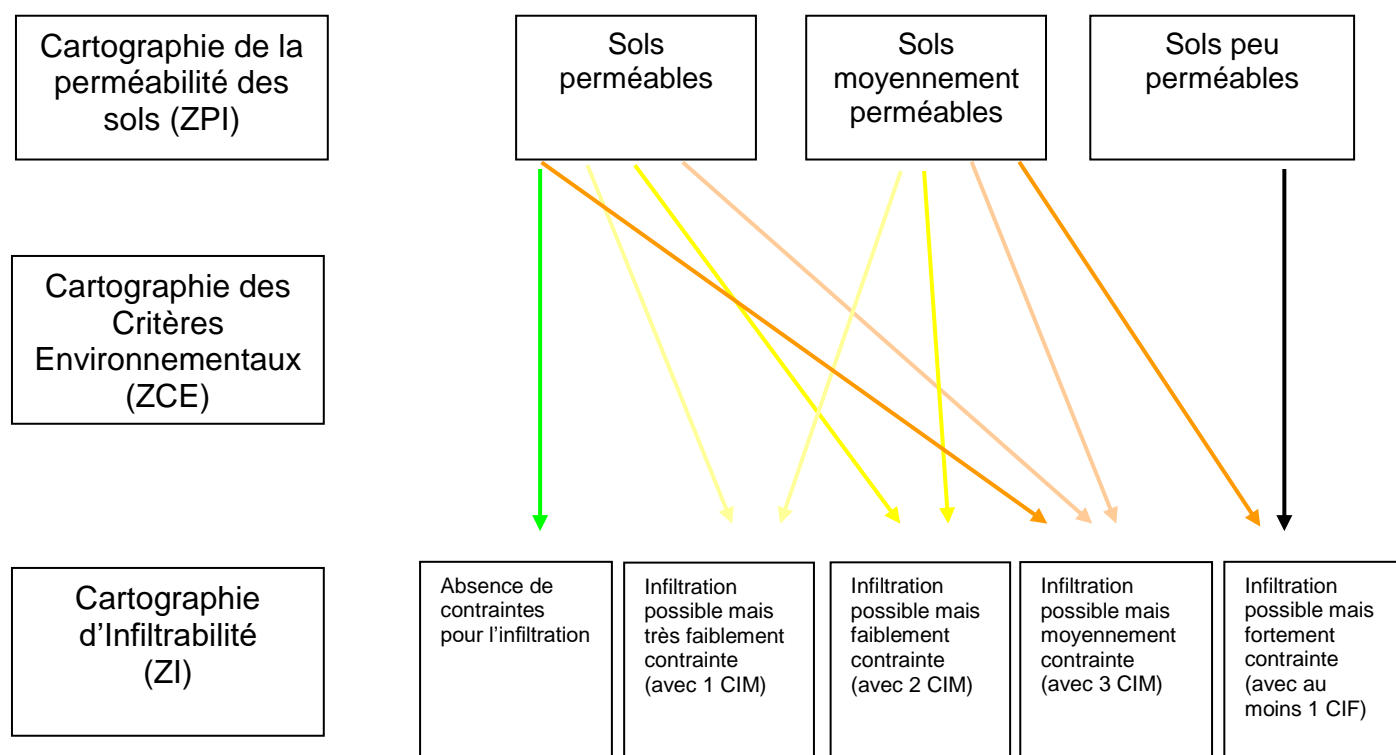 Cartographie de la
perméabilité des
sols (ZPI)
Sols
perméables
Sols
moyennement
perméables
Sols peu
perméables
Cartographie des
Critères
Environnementaux
(ZCE)
Cartographie
d’Infiltrabilité
(ZI)
Absence de
contraintes
pour l’infiltration
Infiltration
possible mais
très faiblement
contrainte
(avec 1 CIM)
Infiltration
possible mais
faiblement
contrainte
(avec 2 CIM)
Infiltration
possible mais
moyennement
contrainte
(avec 3 CIM)
Infiltration
possible mais
fortement
contrainte
(avec au
moins 1 CIF)